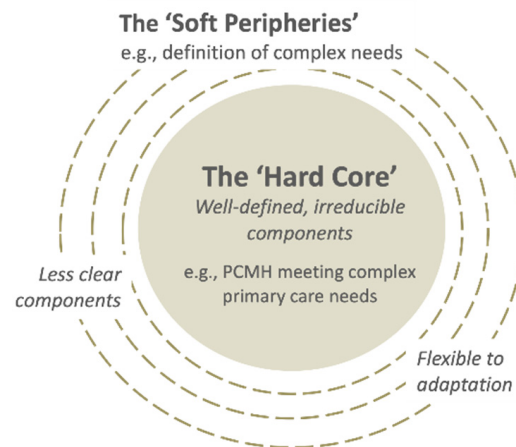 The ‘Soft Peripheries’
e.g., definition of complex needs
The ‘Hard Core’
Well-defined, irreducible
components
e.g., PCMH meeting complex
primary care needs
Less clear
components
Flexible to
adaptation